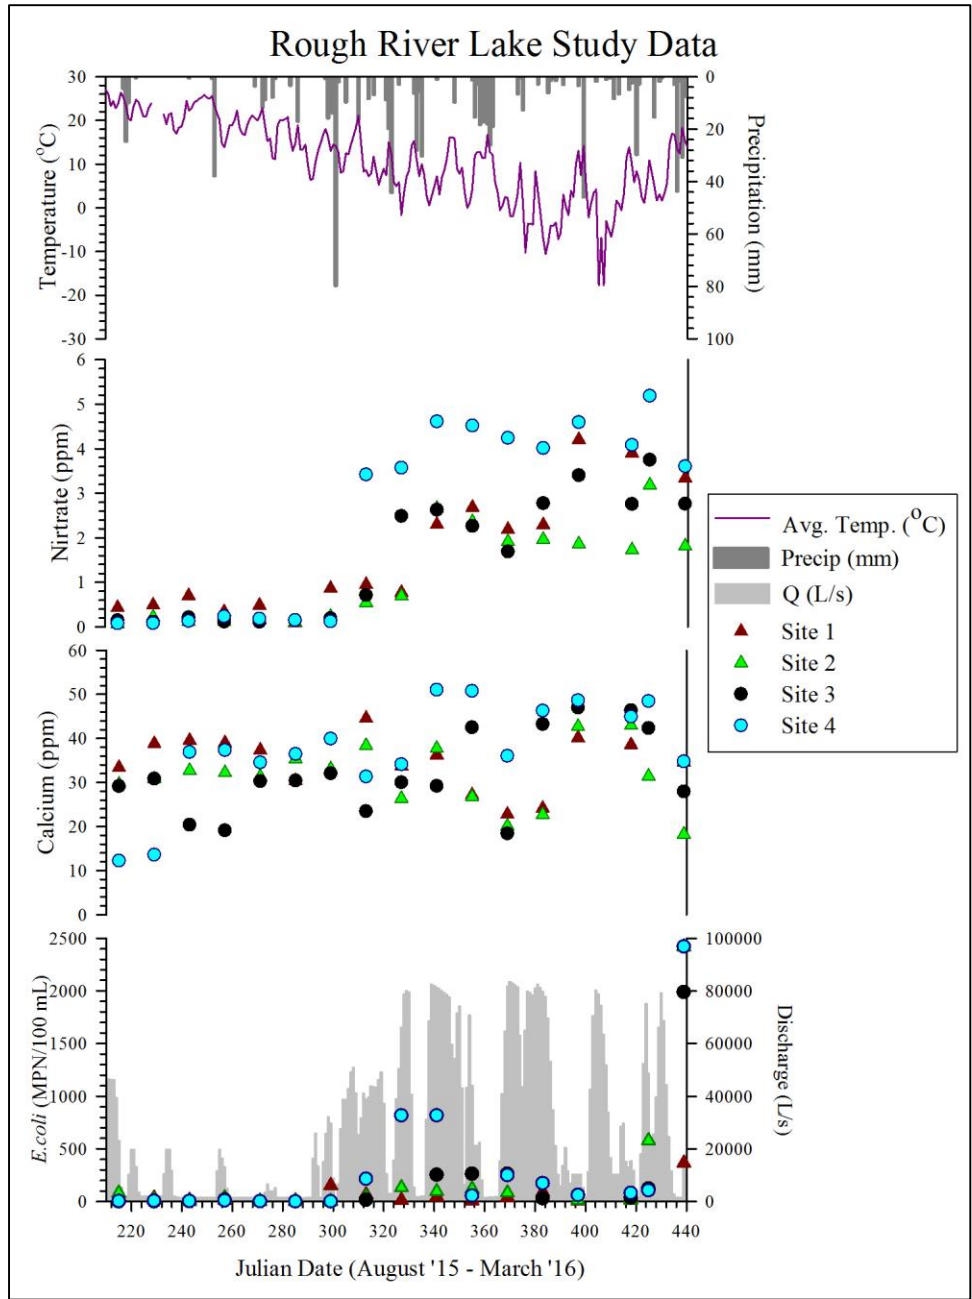 Rough River Lake Study Data
30
20
10
0
-10
-20
-30
Temperature (°C)
0
20
40
60
80
100
Precipitation (mm)
6
5
4
3
2
1
0
Nirtrate (ppm)
60
50
40
30
20
10
0
Calcium (ppm)
2500
2000
1500
1000
500
0
E.coli (MPN/100 mL)
100000
80000
60000
40000
20000
0
Discharge (L/s)
220 240 260 280 300 320 340 360 380 400 420 440
Julian Date (August '15 - March '16)
Avg. Temp. (°C)
Precip (mm)
Q (L/s)
Site 1
Site 2
Site 3
Site 4